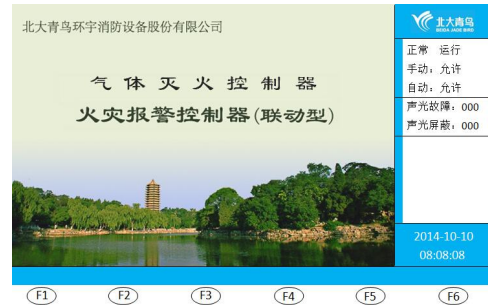 北大青鸟环宇消防设备股份有限公司
气体灭火控制器
火灾报警控制器(联动型)
北大青鸟
BEIDA JADE BIRD
正常 运行
手动：允许
自动：允许
声光故障：000
声光屏蔽：000
2014-10-10
08:08:08
F1 F2 F3 F4 F5 F6